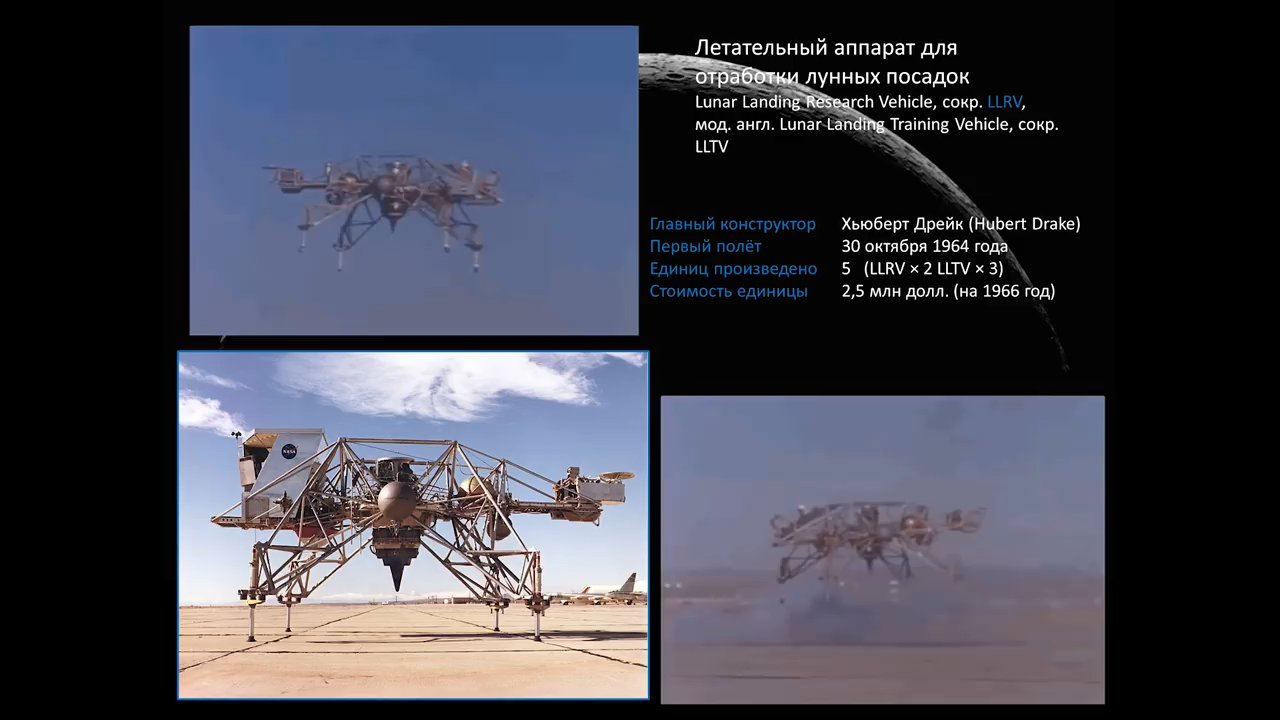 Летательный аппарат для
отработки лунных посадок
Lunar Landing Research Vehicle, сокр. LLRV,
мод. англ. Lunar Landing Training Vehicle, сокр.
LLTV
Главный конструктор Хьюберт Дрейк (Hubert Drake)
Первый полёт 30 октября 1964 года
Единиц произведено 5 (LLRV × 2 LLTV × 3)
Стоимость единицы 2,5 млн долл. (на 1966 год)
NASA